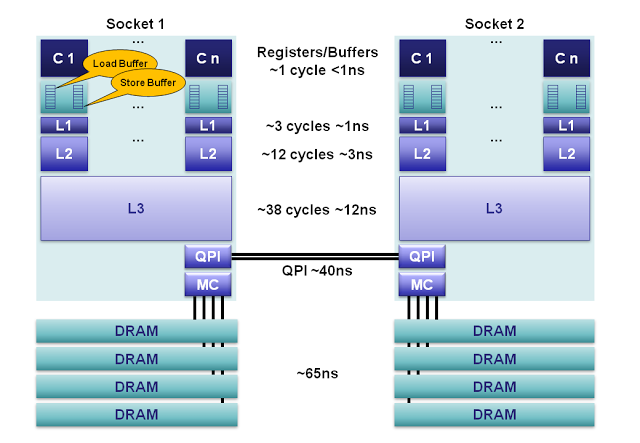 Socket 1
Socket 2
...
...
C 1
C n
Registers/Buffers
~1 cycle <1ns
C 1
C n
Load Buffer
Store Buffer
...
...
L1
L1
~3 cycles ~1ns
L1
L1
...
...
L2
L2
~12 cycles ~3ns
L2
L2
L3
~38 cycles ~12ns
L3
QPI
QPI
QPI ~40ns
MC
MC
DRAM
DRAM
DRAM
DRAM
~65ns
DRAM
DRAM
DRAM
DRAM